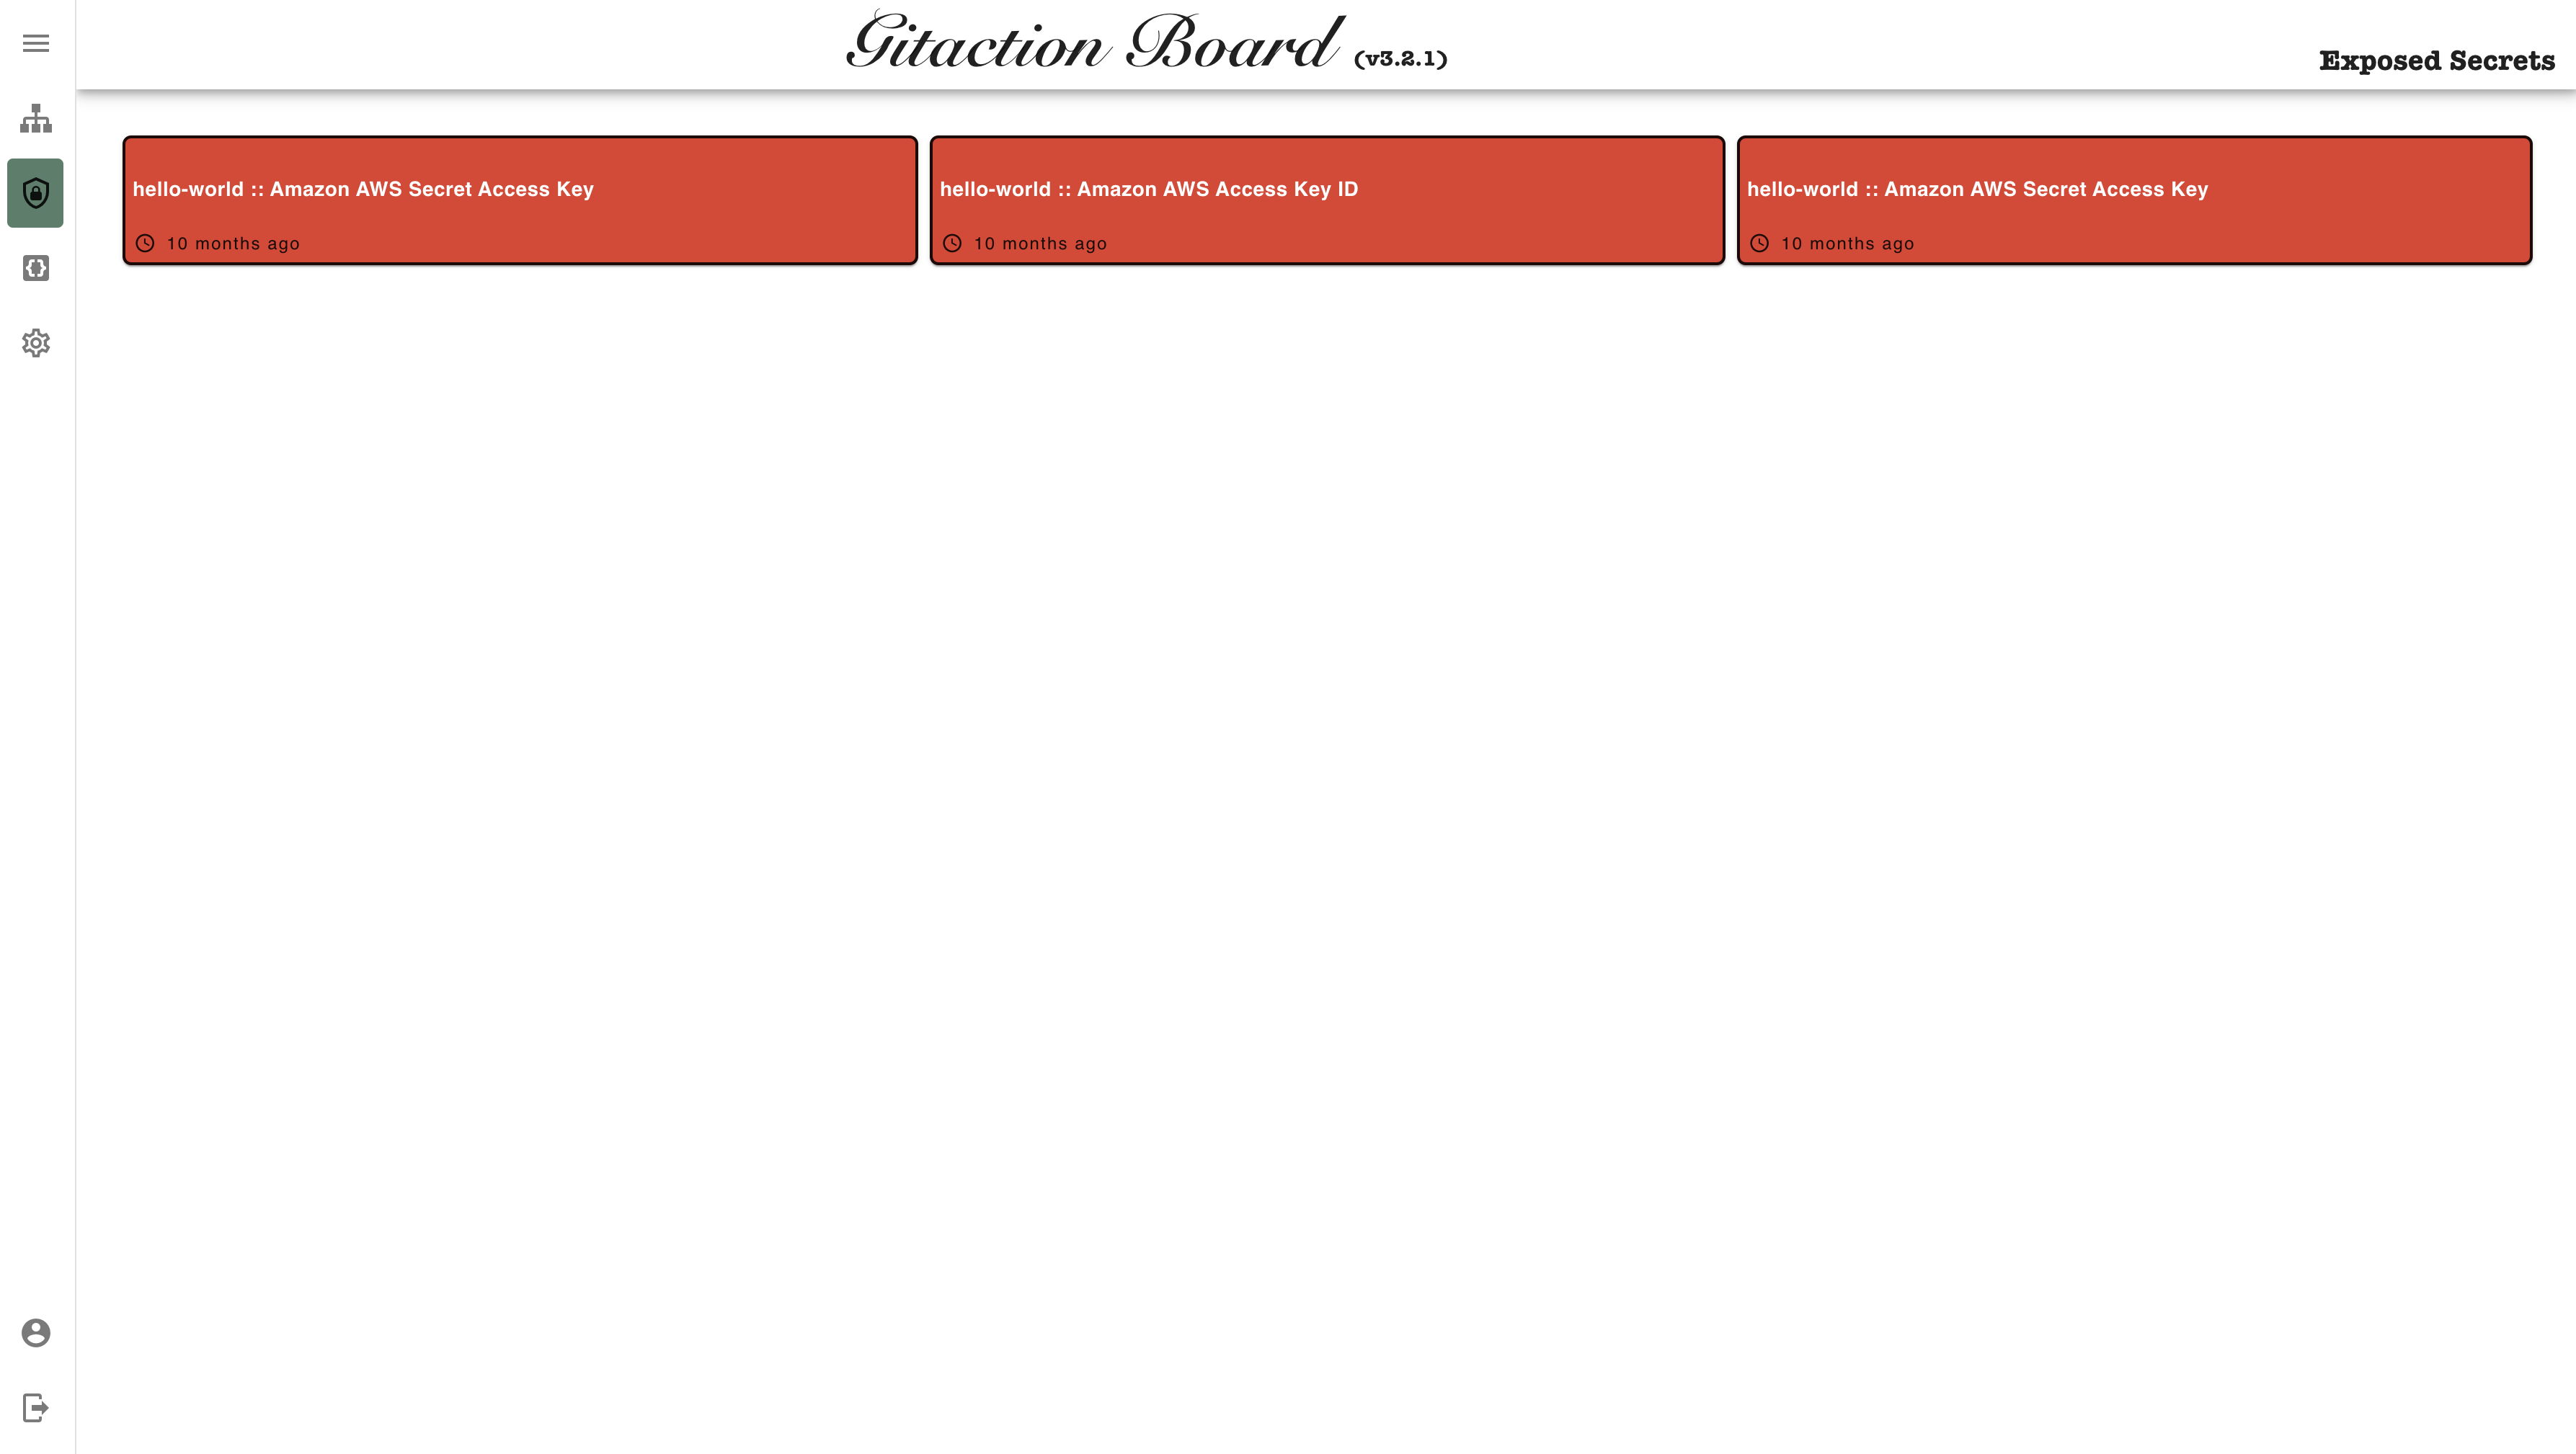 Gitaction Board (v3.2.1)
Exposed Secrets
hello-world :: Amazon AWS Secret Access Key
10 months ago
hello-world :: Amazon AWS Access Key ID
10 months ago
hello-world :: Amazon AWS Secret Access Key
10 months ago